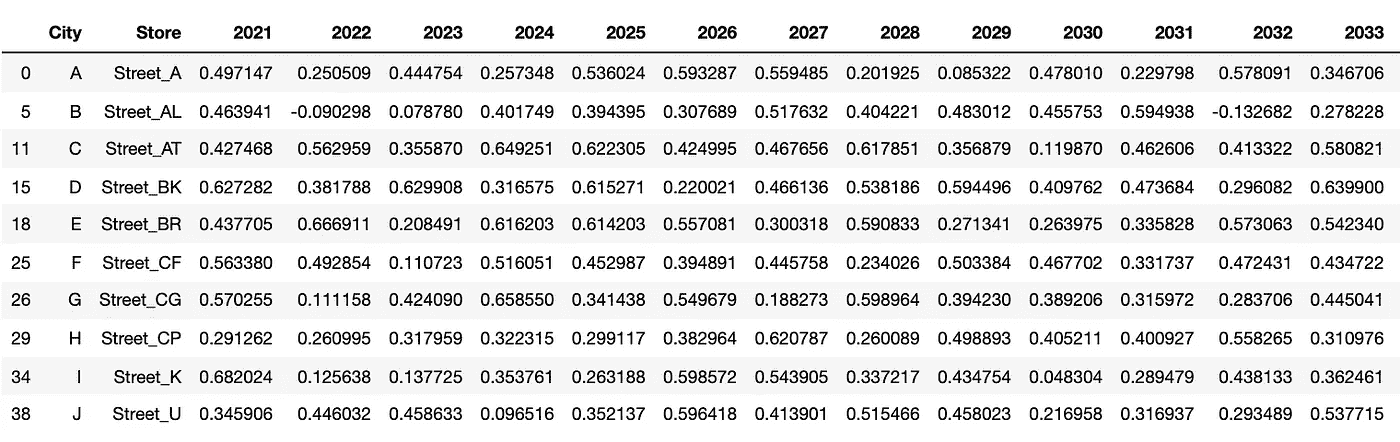 City Store 2021 2022 2023 2024 2025 2026 2027 2028 2029 2030 2031 2032 2033
0 A Street_A 0.497147 0.250509 0.444754 0.257348 0.536024 0.593287 0.559485 0.201925 0.085322 0.478010 0.229798 0.578091 0.346706
5 B Street_AL 0.463941 -0.090298 0.078780 0.401749 0.394395 0.307689 0.517632 0.404221 0.483012 0.455753 0.594938 -0.132682 0.278228
11 C Street_AT 0.427468 0.562959 0.355870 0.649251 0.622305 0.424995 0.467656 0.617851 0.356879 0.119870 0.462606 0.413322 0.580821
15 D Street_BK 0.627282 0.381788 0.629908 0.316575 0.615271 0.220021 0.466136 0.538186 0.594496 0.409762 0.473684 0.296082 0.639900
18 E Street_BR 0.437705 0.666911 0.208491 0.616203 0.614203 0.557081 0.300318 0.590833 0.271341 0.263975 0.335828 0.573063 0.542340
25 F Street_CF 0.563380 0.492854 0.110723 0.516051 0.452987 0.394891 0.445758 0.234026 0.503384 0.467702 0.331737 0.472431 0.434722
26 G Street_CG 0.570255 0.111158 0.424090 0.658550 0.341438 0.549679 0.188273 0.598964 0.394230 0.389206 0.315972 0.283706 0.445041
29 H Street_CP 0.291262 0.260995 0.317959 0.322315 0.299117 0.382964 0.620787 0.260089 0.498893 0.405211 0.400927 0.558265 0.310976
34 I Street_K 0.682024 0.125638 0.137725 0.353761 0.263188 0.598572 0.543905 0.337217 0.434754 0.048304 0.289479 0.438133 0.362461
38 J Street_U 0.345906 0.446032 0.458633 0.096516 0.352137 0.596418 0.413901 0.515466 0.458023 0.216958 0.316937 0.293489 0.537715